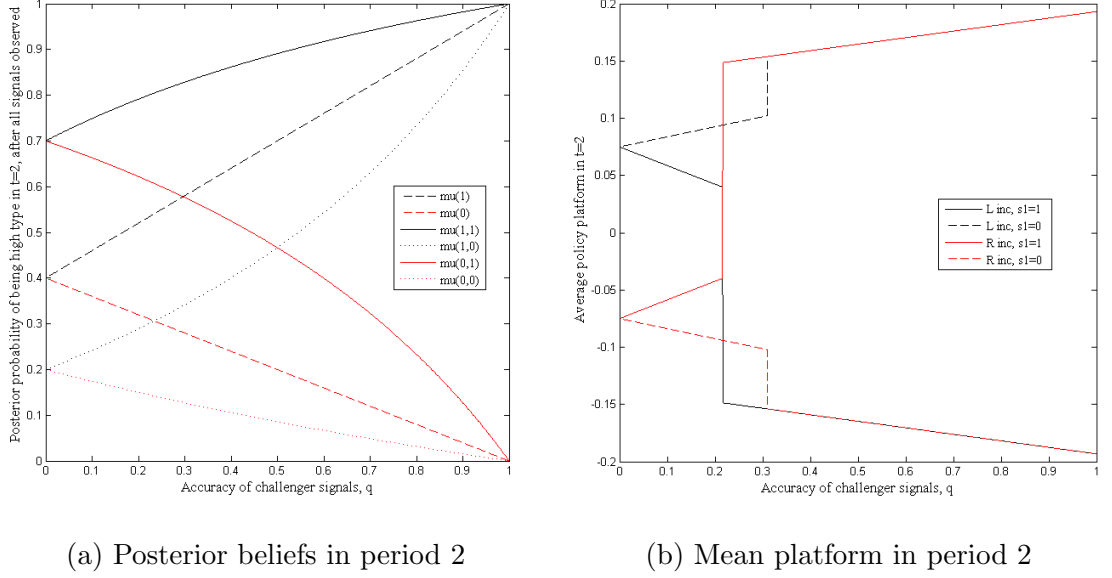 Posterior probability of being high type in t=2, after all signals observed
1
0.9
0.8
0.7
0.6
0.5
0.4
0.3
0.2
0.1
0
mu(1)
mu(0)
mu(1,1)
mu(1,0)
mu(0,1)
mu(0,0)
0 0.1 0.2 0.3 0.4 0.5 0.6 0.7 0.8 0.9 1
Accuracy of challenger signals, q
(a) Posterior beliefs in period 2
Average policy platform in t=2
0.2
0.15
0.1
0.05
0
-0.05
-0.1
-0.15
-0.2
L inc, s1=1
L inc, s1=0
R inc, s1=1
R inc, s1=0
0 0.1 0.2 0.3 0.4 0.5 0.6 0.7 0.8 0.9 1
Accuracy of challenger signals, q
(b) Mean platform in period 2